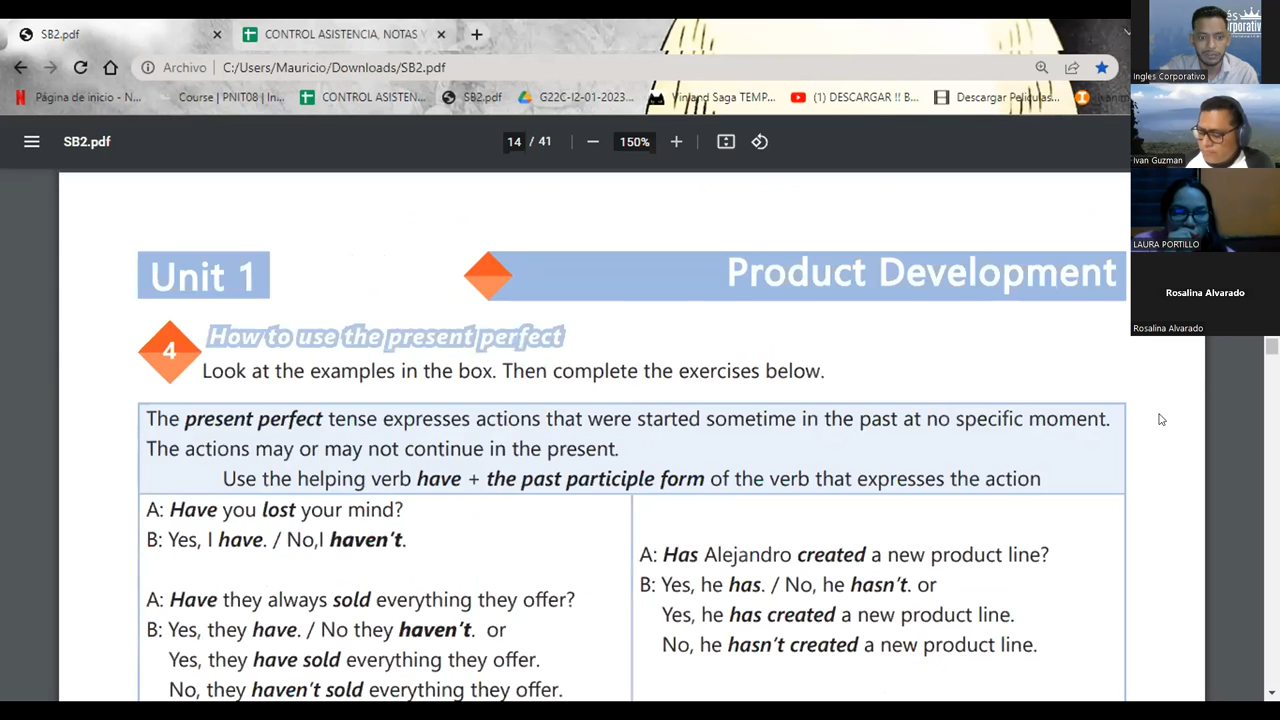 SB2.pdf
CONTROL ASISTENCIA, NOTAS Y
Archivo
C:/Users/Mauricio/Downloads/SB2.pdf
Página de inicio - N...
Course | PNIT08 | In...
CONTROL ASISTEN...
SB2.pdf
G22C-I2-01-2023...
Vinland Saga TEMP...
(1) DESCARGAR !! B...
Descargar Peliculas...
SB2.pdf
14 / 41
150%
Ingles Corporativo
Ivan Guzman
LAURA PORTILLO
Rosalina Alvarado
Rosalina Alvarado
Unit 1
Product Development
4
How to use the present perfect
Look at the examples in the box. Then complete the exercises below.
The present perfect tense expresses actions that were started sometime in the past at no specific moment.
The actions may or may not continue in the present.
Use the helping verb have + the past participle form of the verb that expresses the action
A: Have you lost your mind?
B: Yes, I have. / No,I haven't.
A: Have they always sold everything they offer?
B: Yes, they have. / No they haven't. or
Yes, they have sold everything they offer.
No, they haven't sold everything they offer.
A: Has Alejandro created a new product line?
B: Yes, he has. / No, he hasn't. or
Yes, he has created a new product line.
No, he hasn't created a new product line.